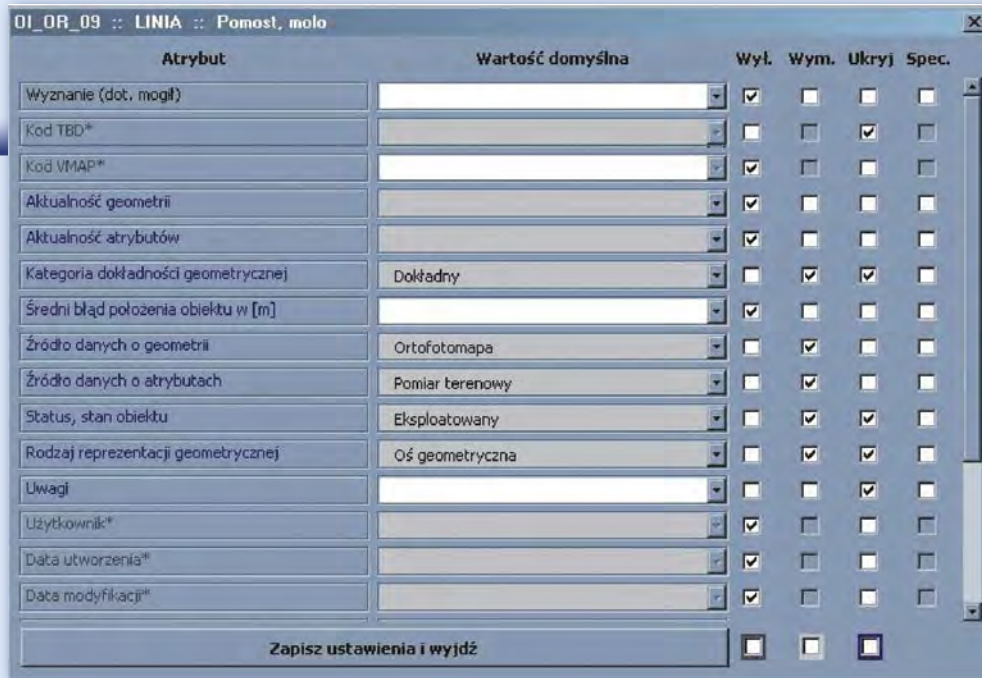 OI_OR_09 :: LINIA :: Pomost, molo
Atrybut Wartość domyślna Wył. Wym. Ukryj Spec.
Wyznanie (dot. mogił)
Kod TBD*
Kod VMAP*
Aktualność geometrii
Aktualność atrybutów
Kategoria dokładności geometrycznej Dokładny
Średni błąd położenia obiektu w [m]
Źródło danych o geometrii Ortofotomapa
Źródło danych o atrybutach Pomiar terenowy
Status, stan obiektu Eksploatowany
Rodzaj reprezentacji geometrycznej Oś geometryczna
Uwagi
Użytkownik*
Data utworzenia*
Data modyfikacji*
Zapisz ustawienia i wyjdź